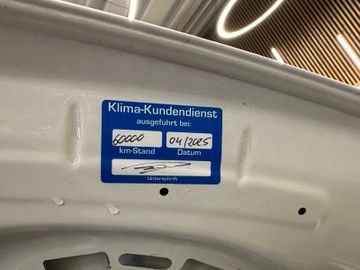 Klima-Kundendienst
ausgeführt bei:
60000 04/2025
km-Stand Datum
Unterschrift